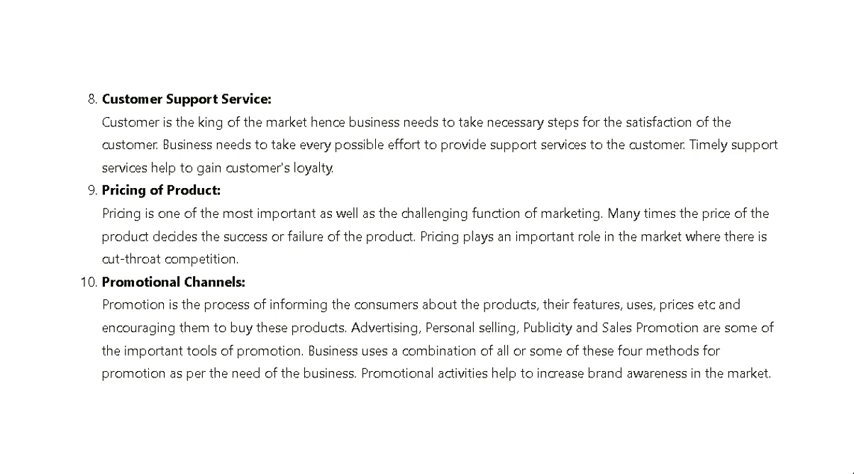 8. Customer Support Service:
Customer is the king of the market hence business needs to take necessary steps for the satisfaction of the
customer. Business needs to take every possible effort to provide support services to the customer. Timely support
services help to gain customer's loyalty.
9. Pricing of Product:
Pricing is one of the most important as well as the challenging function of marketing. Many times the price of the
product decides the success or failure of the product. Pricing plays an important role in the market where there is
cut-throat competition.
10. Promotional Channels:
Promotion is the process of informing the consumers about the products, their features, uses, prices etc and
encouraging them to buy these products. Advertising, Personal selling, Publicity and Sales Promotion are some of
the important tools of promotion. Business uses a combination of all or some of these four methods for
promotion as per the need of the business. Promotional activities help to increase brand awareness in the market.